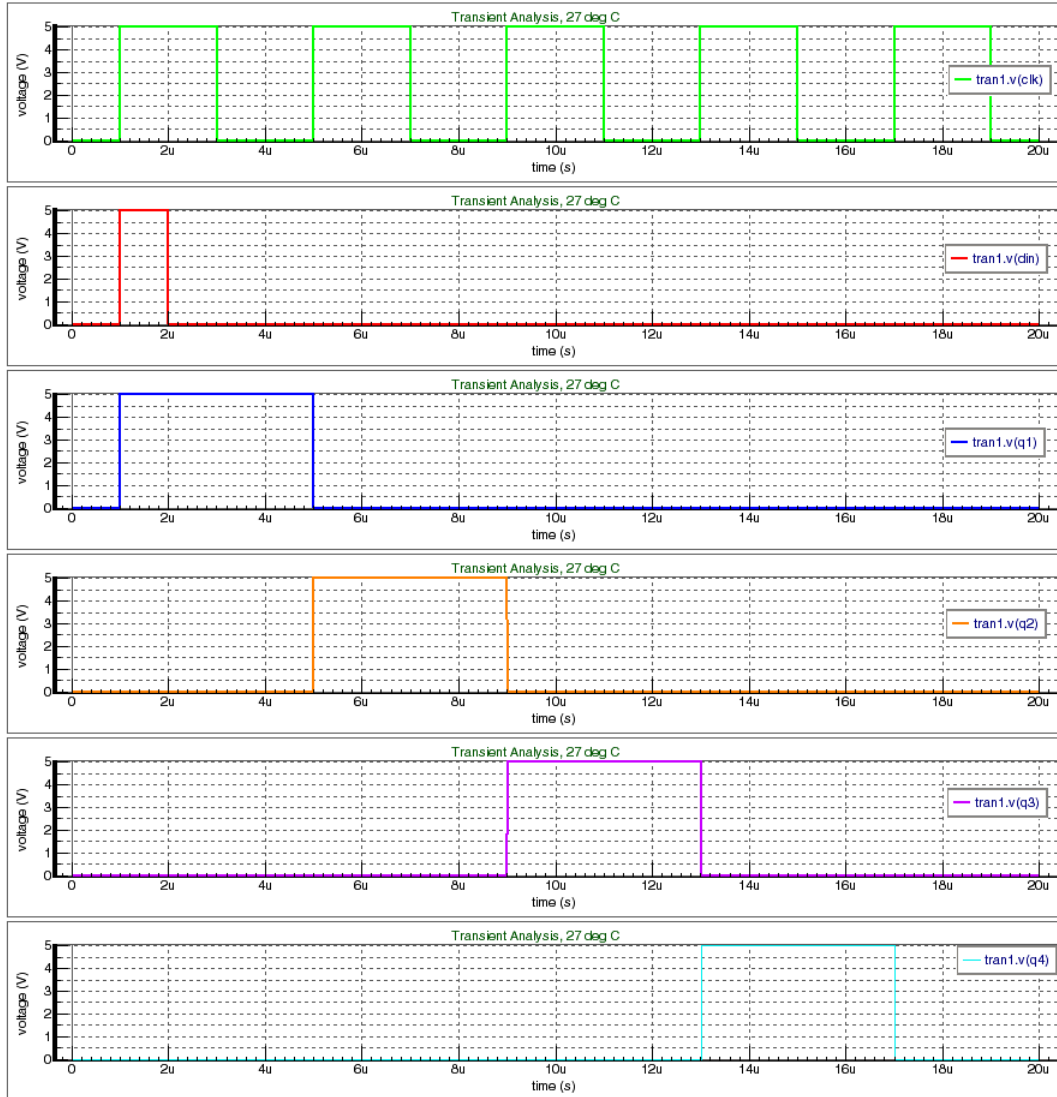 Transient Analysis, 27 deg C
voltage (V)
5
4
3
2
1
0
tran1.v(clk)
0 2u 4u 6u 8u 10u 12u 14u 16u 18u 20u
time (s)
Transient Analysis, 27 deg C
voltage (V)
5
4
3
2
1
0
tran1.v(din)
0 2u 4u 6u 8u 10u 12u 14u 16u 18u 20u
time (s)
Transient Analysis, 27 deg C
voltage (V)
5
4
3
2
1
0
tran1.v(q1)
0 2u 4u 6u 8u 10u 12u 14u 16u 18u 20u
time (s)
Transient Analysis, 27 deg C
voltage (V)
5
4
3
2
1
0
tran1.v(q2)
0 2u 4u 6u 8u 10u 12u 14u 16u 18u 20u
time (s)
Transient Analysis, 27 deg C
voltage (V)
5
4
3
2
1
0
tran1.v(q3)
0 2u 4u 6u 8u 10u 12u 14u 16u 18u 20u
time (s)
Transient Analysis, 27 deg C
voltage (V)
5
4
3
2
1
0
tran1.v(q4)
0 2u 4u 6u 8u 10u 12u 14u 16u 18u 20u
time (s)